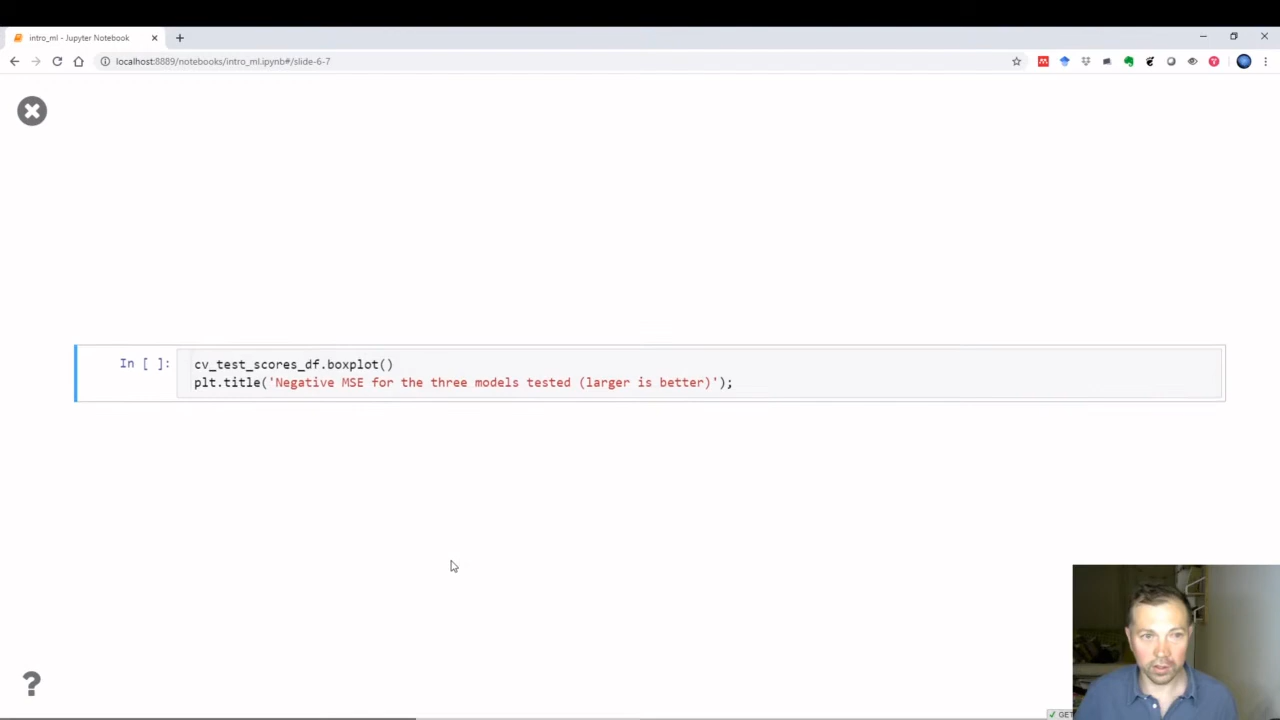 intro_ml - Jupyter Notebook
localhost:8889/notebooks/intro_ml.ipynb#/slide-6-7
In [ ]:
cv_test_scores_df.boxplot()
plt.title('Negative MSE for the three models tested (larger is better)');
?
GET